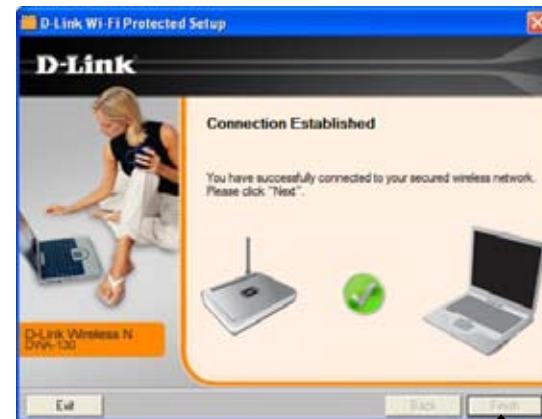 D-Link Wi-Fi Protected Setup
D-Link
Connection Established
You have successfully connected to your secured wireless network.
Please click "Next".
D-Link Wireless N
DWA-130
Exit
Back
Finish